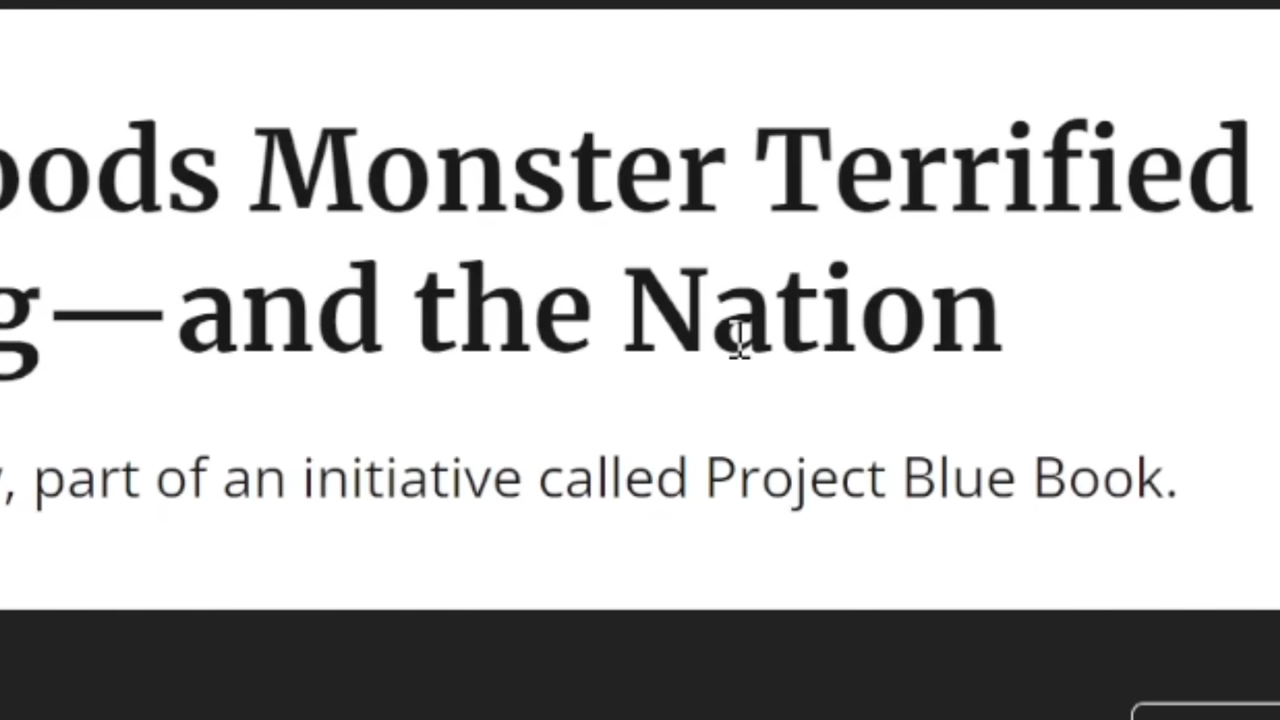 oods Monster Terrified
g—and the Nation
, part of an initiative called Project Blue Book.